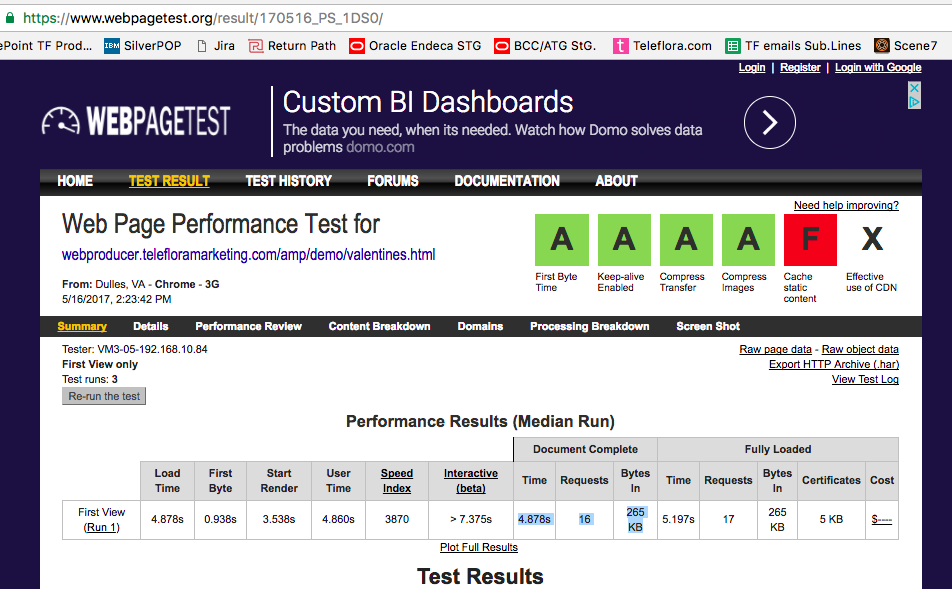 https://www.webpagetest.org/result/170516_PS_1DS0/
ePoint TF Prod... IBM SilverPOP Jira Return Path Oracle Endeca STG BCC/ATG StG. t Teleflora.com TF emails Sub.Lines Scene7
Login | Register | Login with Google
WEBPAGETEST
Custom BI Dashboards
The data you need, when its needed. Watch how Domo solves data
problems domo.com
HOME TEST RESULT TEST HISTORY FORUMS DOCUMENTATION ABOUT
Need help improving?
Web Page Performance Test for
webproducer.telefloramarketing.com/amp/demo/valentines.html
From: Dulles, VA - Chrome - 3G
5/16/2017, 2:23:42 PM
A A A A F X
First Byte Time
Keep-alive Enabled
Compress Transfer
Compress Images
Cache static content
Effective use of CDN
Summary Details Performance Review Content Breakdown Domains Processing Breakdown Screen Shot
Tester: VM3-05-192.168.10.84
First View only
Test runs: 3
Re-run the test
Raw page data - Raw object data
Export HTTP Archive (.har)
View Test Log
Performance Results (Median Run)
Document Complete Fully Loaded
Load Time First Byte Start Render User Time Speed Index Interactive (beta) Time Requests Bytes In Time Requests Bytes In Certificates Cost
First View (Run 1) 4.878s 0.938s 3.538s 4.860s 3870 > 7.375s 4.878s 16 265 KB 5.197s 17 265 KB 5 KB $----
Plot Full Results
Test Results